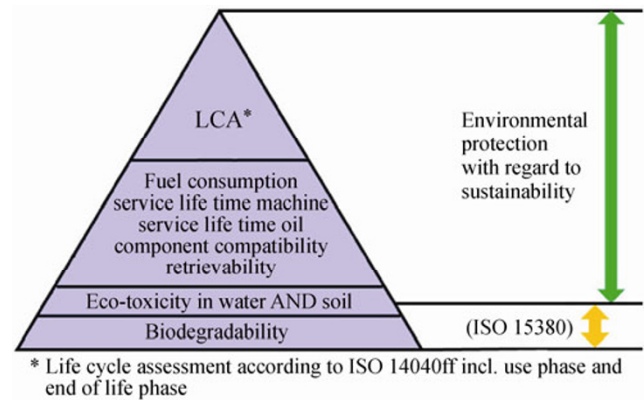 LCA*
Fuel consumption
service life time machine
service life time oil
component compatibility
retrievability
Eco-toxicity in water AND soil
Biodegradability
Environmental
protection
with regard to
sustainability
(ISO 15380)
* Life cycle assessment according to ISO 14040ff incl. use phase and
end of life phase